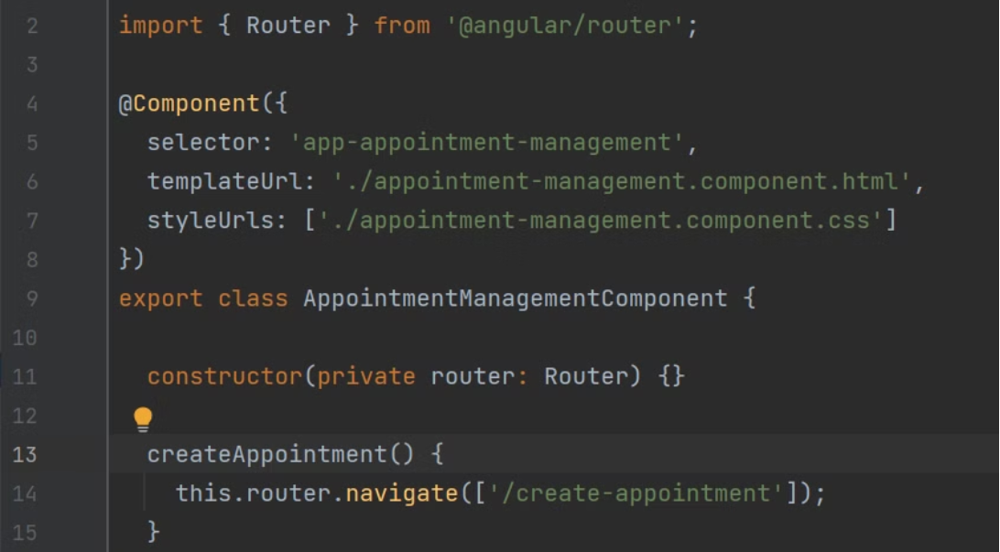 2 import { Router } from '@angular/router';
3
4 @Component({
5 selector: 'app-appointment-management',
6 templateUrl: './appointment-management.component.html',
7 styleUrls: ['./appointment-management.component.css']
8 })
9 export class AppointmentManagementComponent {
10
11 constructor(private router: Router) {}
12
13 createAppointment() {
14 this.router.navigate(['/create-appointment']);
15 }